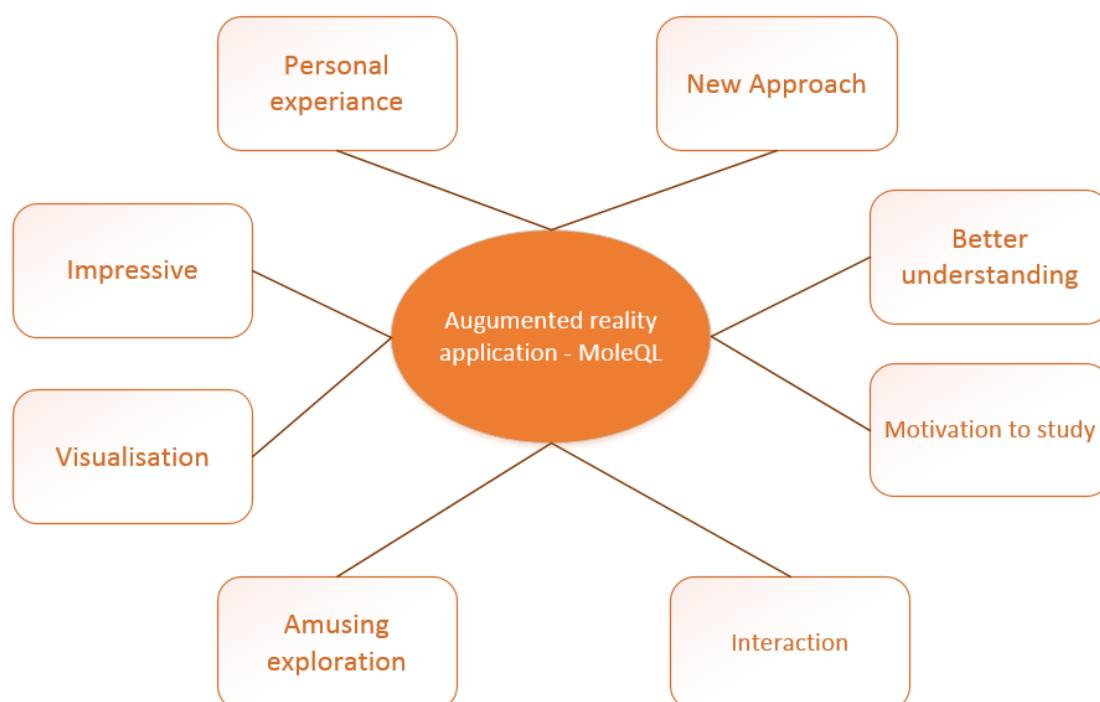 Personal
experiance
New Approach
Impressive
Better
understanding
Augumented reality
application - MoleQL
Visualisation
Motivation to study
Amusing
exploration
Interaction